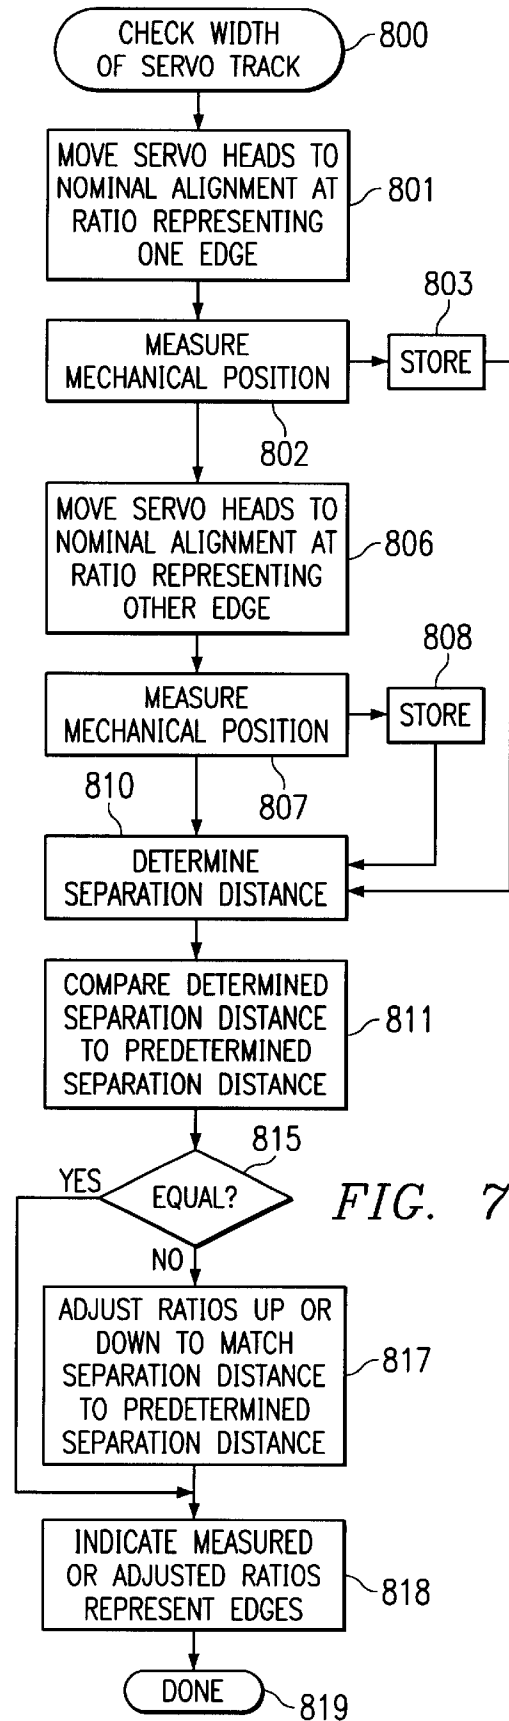 CHECK WIDTH
OF SERVO TRACK
800
MOVE SERVO HEADS TO
NOMINAL ALIGNMENT AT
RATIO REPRESENTING
ONE EDGE
801
803
MEASURE
MECHANICAL POSITION
STORE
802
MOVE SERVO HEADS TO
NOMINAL ALIGNMENT AT
RATIO REPRESENTING
OTHER EDGE
806
808
MEASURE
MECHANICAL POSITION
STORE
807
810
DETERMINE
SEPARATION DISTANCE
COMPARE DETERMINED
SEPARATION DISTANCE
TO PREDETERMINED
SEPARATION DISTANCE
811
815
YES
EQUAL?
FIG. 7
NO
ADJUST RATIOS UP OR
DOWN TO MATCH
SEPARATION DISTANCE
TO PREDETERMINED
SEPARATION DISTANCE
817
INDICATE MEASURED
OR ADJUSTED RATIOS
REPRESENT EDGES
818
DONE
819